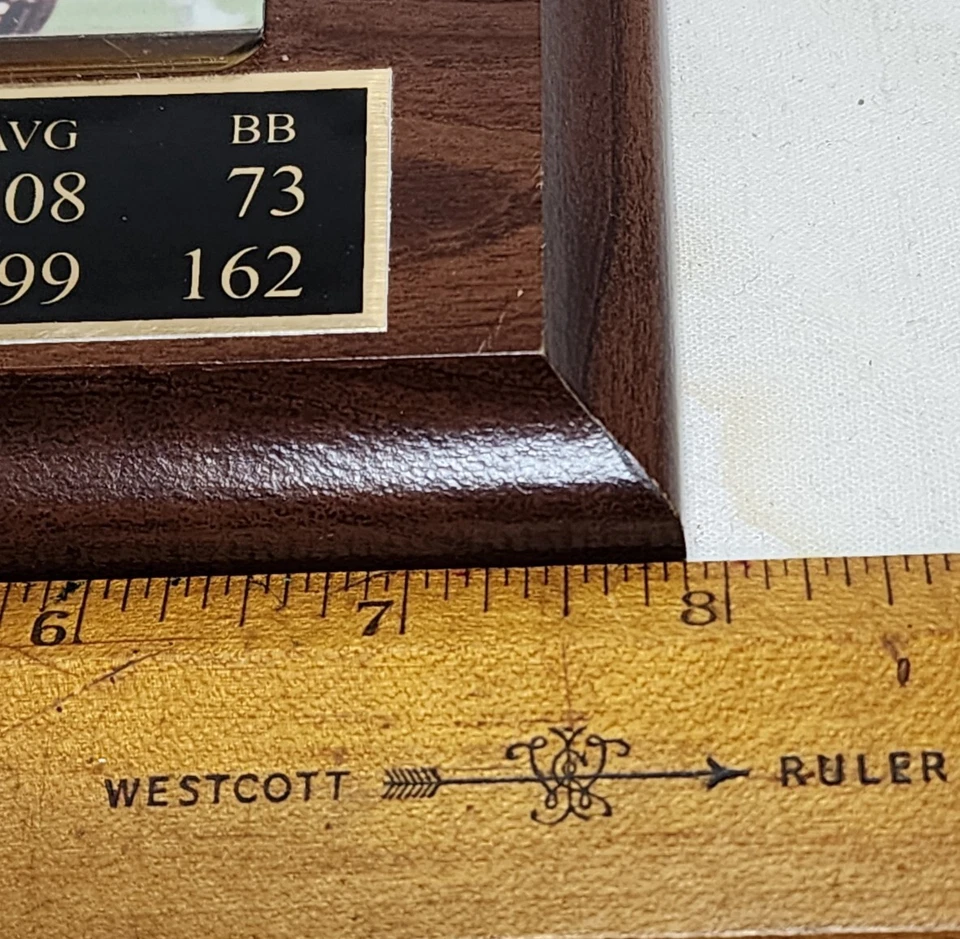 AVG BB
08 73
99 162
6 7 8
WESTCOTT RULER